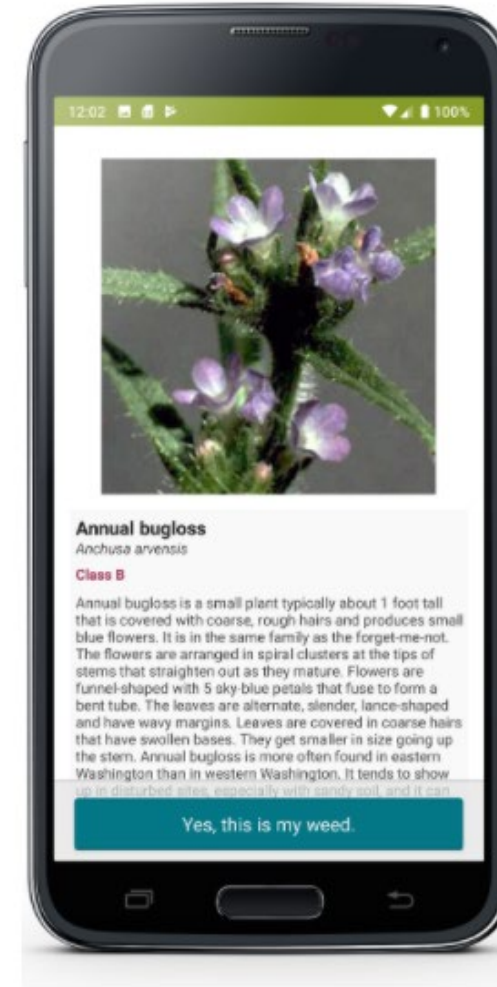 12:02 100%
Annual bugloss
Anchusa arvensis
Class B
Annual bugloss is a small plant typically about 1 foot tall
that is covered with coarse, rough hairs and produces small
blue flowers. It is in the same family as the forget-me-not.
The flowers are arranged in spiral clusters at the tips of
stems that straighten out as they mature. Flowers are
funnel-shaped with 5 sky-blue petals that fuse to form a
bent tube. The leaves are alternate, slender, lance-shaped
and have wavy margins. Leaves are covered in coarse hairs
that have swollen bases. They get smaller in size going up
the stem. Annual bugloss is more often found in eastern
Washington than in western Washington. It tends to show
up in disturbed sites, especially with sandy soil, and it can
Yes, this is my weed.